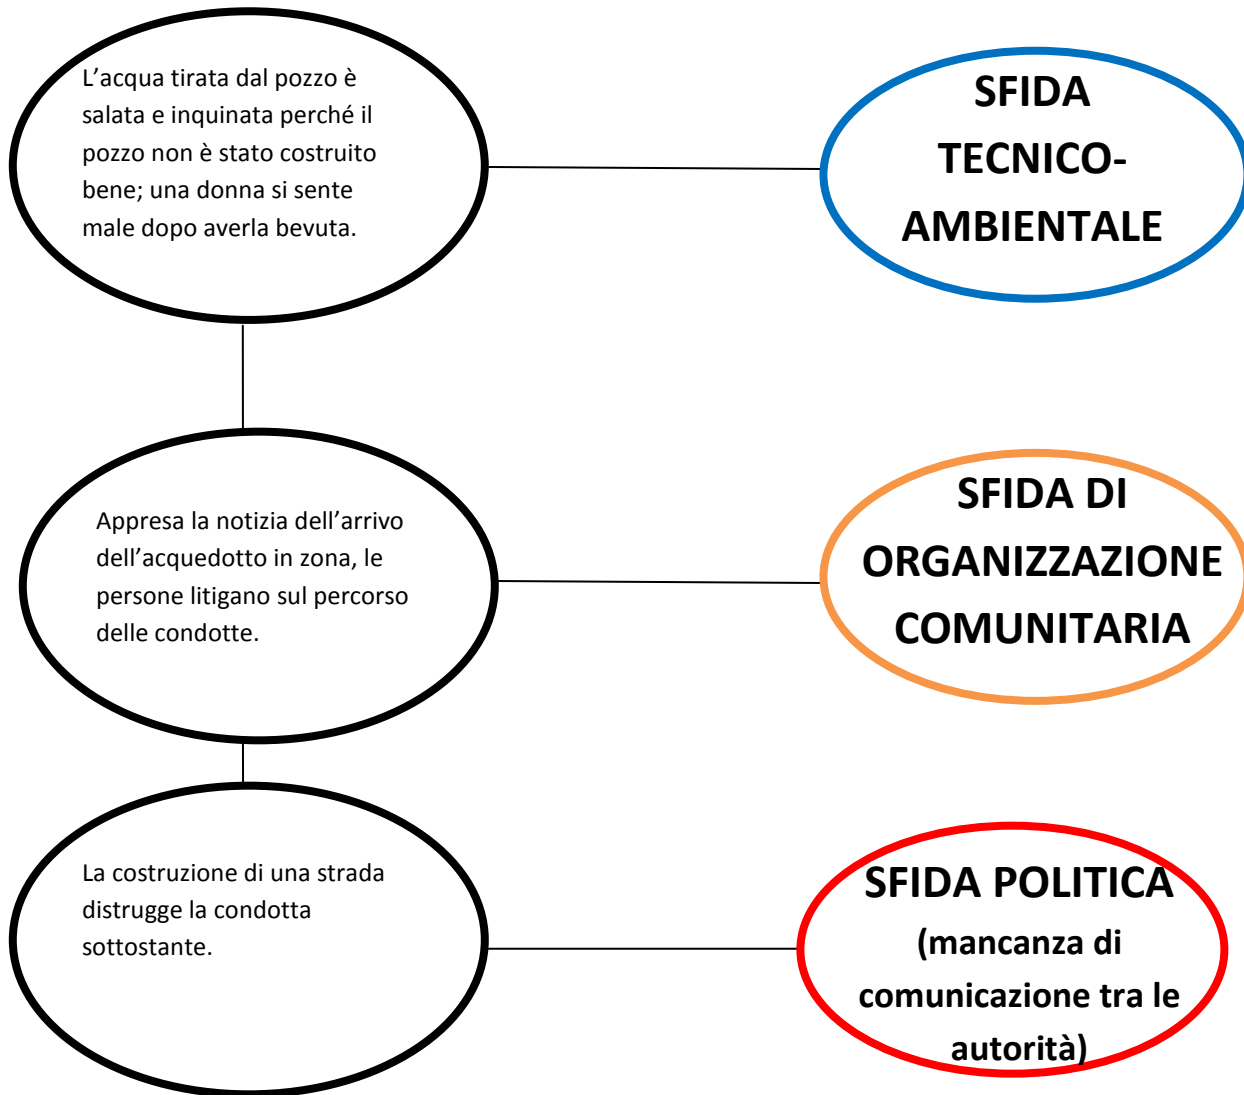 L’acqua tirata dal pozzo è
salata e inquinata perché il
pozzo non è stato costruito
bene; una donna si sente
male dopo averla bevuta.
SFIDA
TECNICO-
AMBIENTALE
Appresa la notizia dell’arrivo
dell’acquedotto in zona, le
persone litigano sul percorso
delle condotte.
SFIDA DI
ORGANIZZAZIONE
COMUNITARIA
La costruzione di una strada
distrugge la condotta
sottostante.
SFIDA POLITICA
(mancanza di
comunicazione tra le
autorità)